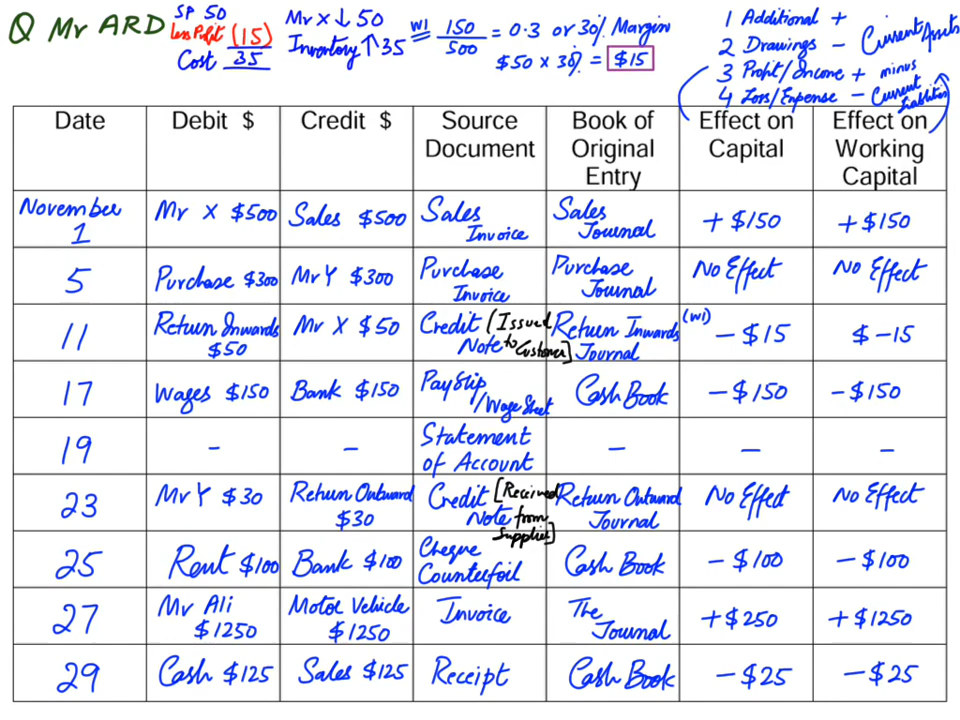 Q Mr ARD
SP 50
Less Profit (15)
Cost 35
Mr X ↓ 50
Inventory ↑ 35
W1 150/500 = 0.3 or 30% Margin
$50 x 30% = $15
1 Additional +
2 Drawings -
3 Profit/Income +
4 Loss/Expense -
Current Assets
minus
Current
Liabilities
Date | Debit $ | Credit $ | Source Document | Book of Original Entry | Effect on Capital | Effect on Working Capital
November 1 | Mr X $500 | Sales $500 | Sales Invoice | Sales Journal | + $150 | + $150
5 | Purchase $300 | Mr Y $300 | Purchase Invoice | Purchase Journal | No Effect | No Effect
11 | Return Inwards $50 | Mr X $50 | Credit Note [Issued to Customer] | Return Inwards Journal | (W1) - $15 | $ -15
17 | Wages $150 | Bank $150 | Pay Slip / Wage Sheet | Cash Book | - $150 | - $150
19 | - | - | Statement of Account | - | - | -
23 | Mr Y $30 | Return Outward $30 | Credit Note [Received from Supplier] | Return Outward Journal | No Effect | No Effect
25 | Rent $100 | Bank $100 | Cheque Counterfoil | Cash Book | - $100 | - $100
27 | Mr Ali $1250 | Motor Vehicle $1250 | Invoice | The Journal | + $250 | + $1250
29 | Cash $125 | Sales $125 | Receipt | Cash Book | - $25 | - $25